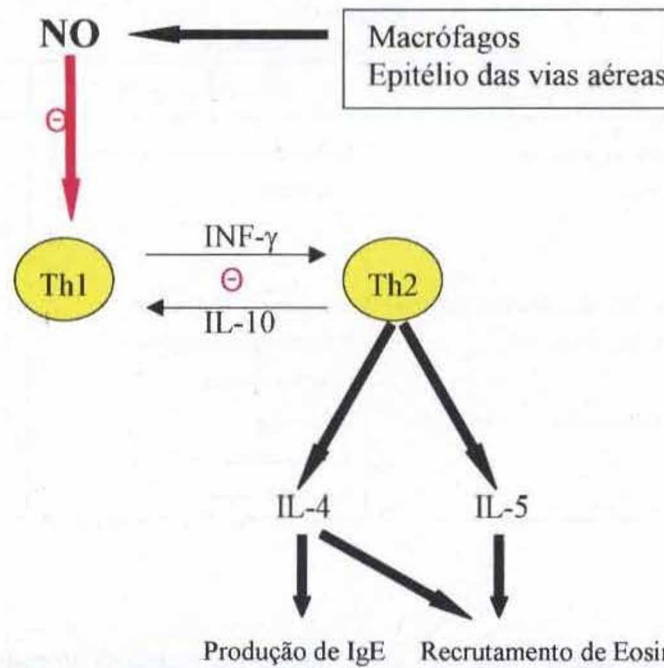 NO
Macrófagos
Epitélio das vias aéreas
Θ
INF-γ
Th1
Θ
Th2
IL-10
IL-4
IL-5
Produção de IgE
Recrutamento de